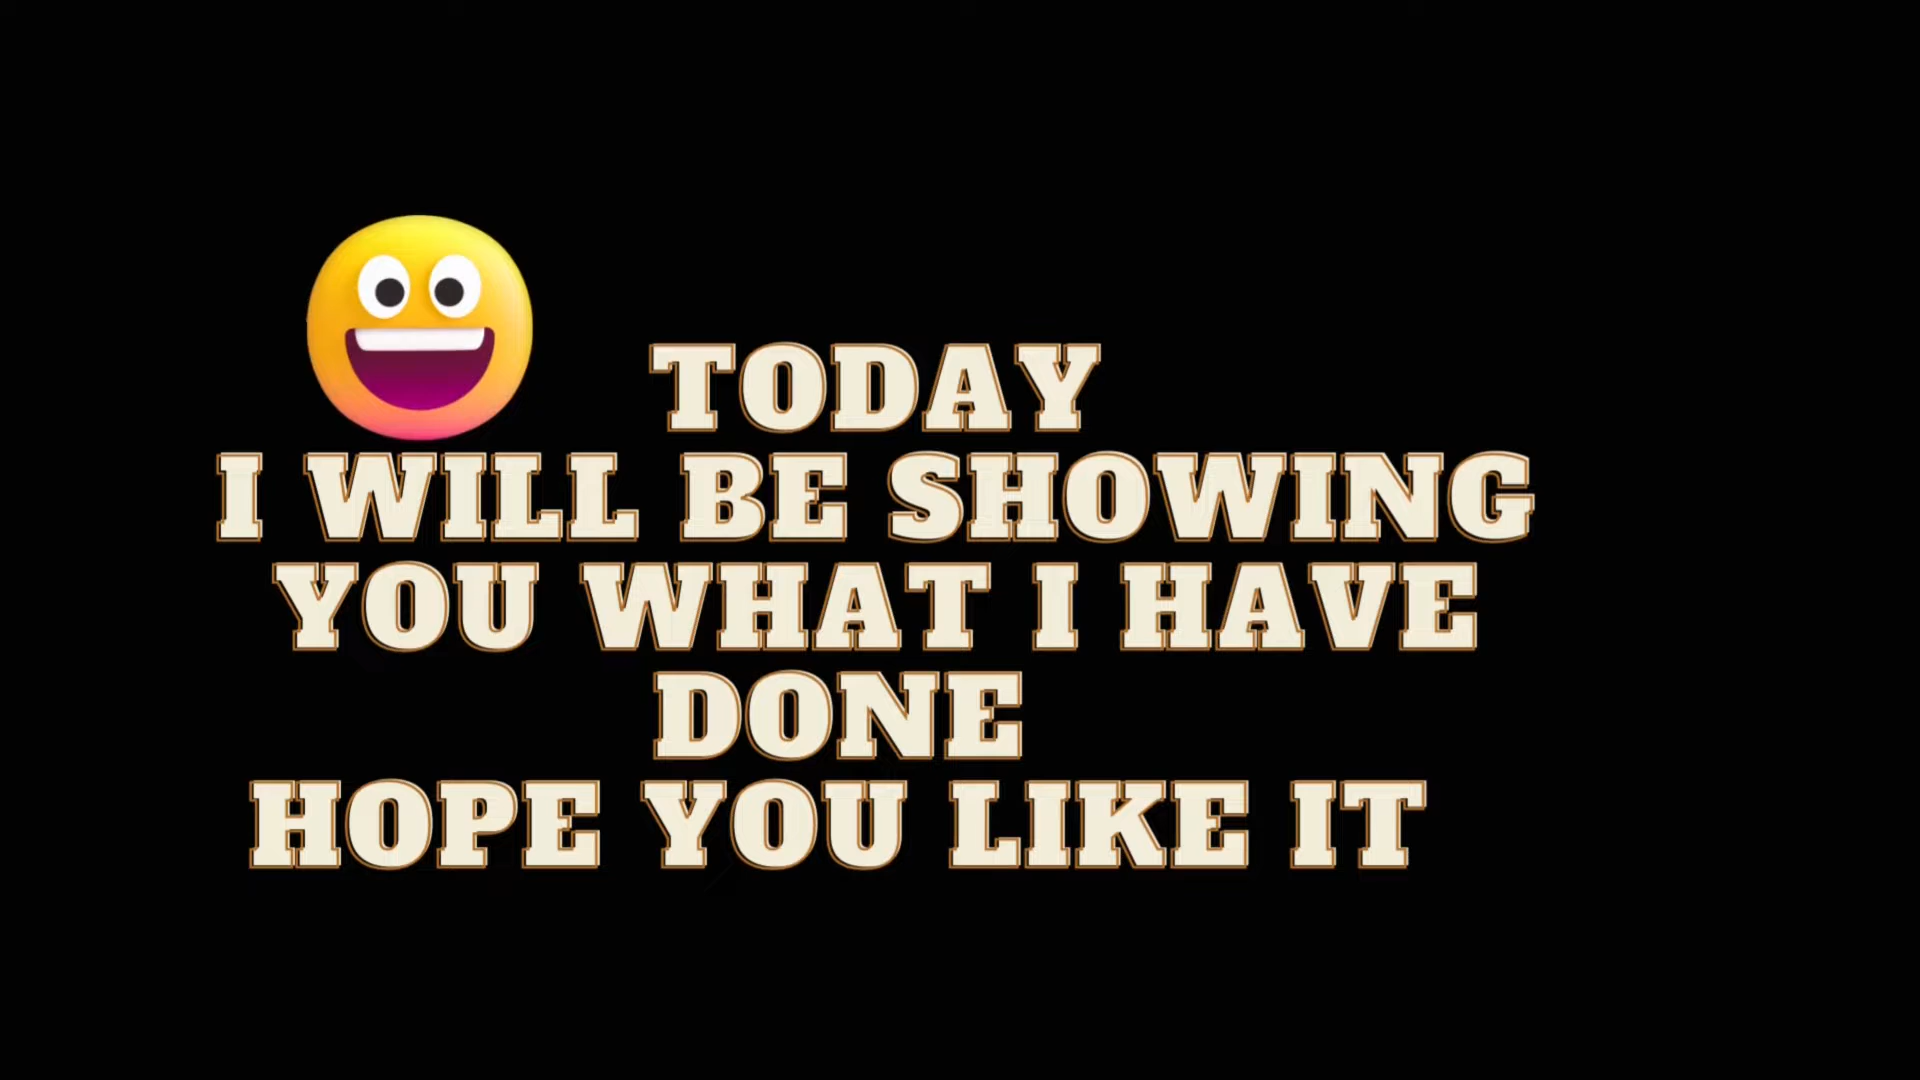 TODAY
I WILL BE SHOWING
YOU WHAT I HAVE
DONE
HOPE YOU LIKE IT